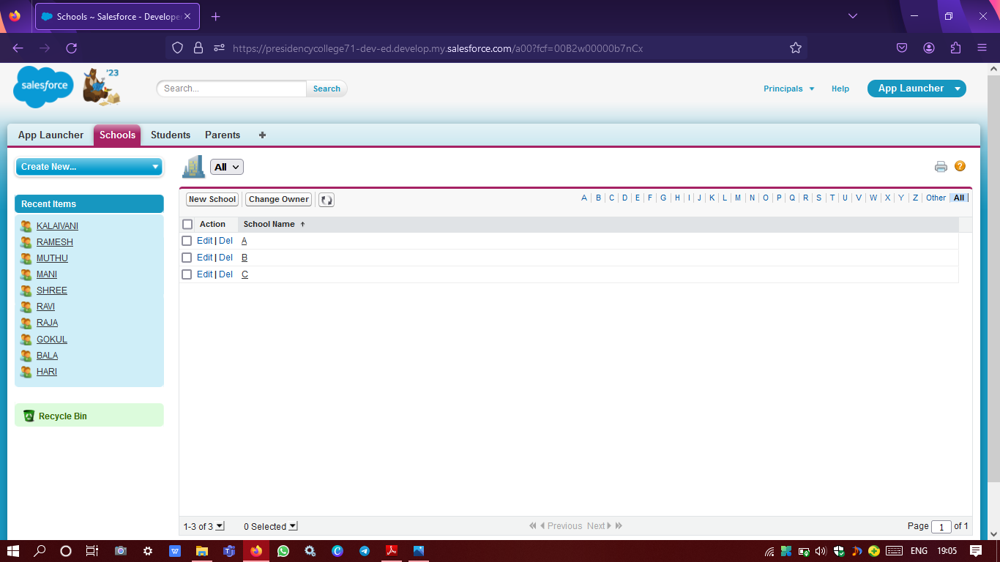 Schools ~ Salesforce - Develope
https://presidencycollege71-dev-ed.develop.my.salesforce.com/a00?fcf=00B2w00000b7nCx
salesforce
'23
Search...
Search
Principals
Help
App Launcher
App Launcher
Schools
Students
Parents
+
Create New...
All
Recent Items
KALAIVANI
RAMESH
MUTHU
MANI
SHREE
RAVI
RAJA
GOKUL
BALA
HARI
Recycle Bin
New School
Change Owner
A | B | C | D | E | F | G | H | I | J | K | L | M | N | O | P | Q | R | S | T | U | V | W | X | Y | Z | Other | All
Action School Name
Edit | Del A
Edit | Del B
Edit | Del C
1-3 of 3
0 Selected
Previous Next
Page 1 of 1
ENG 19:05